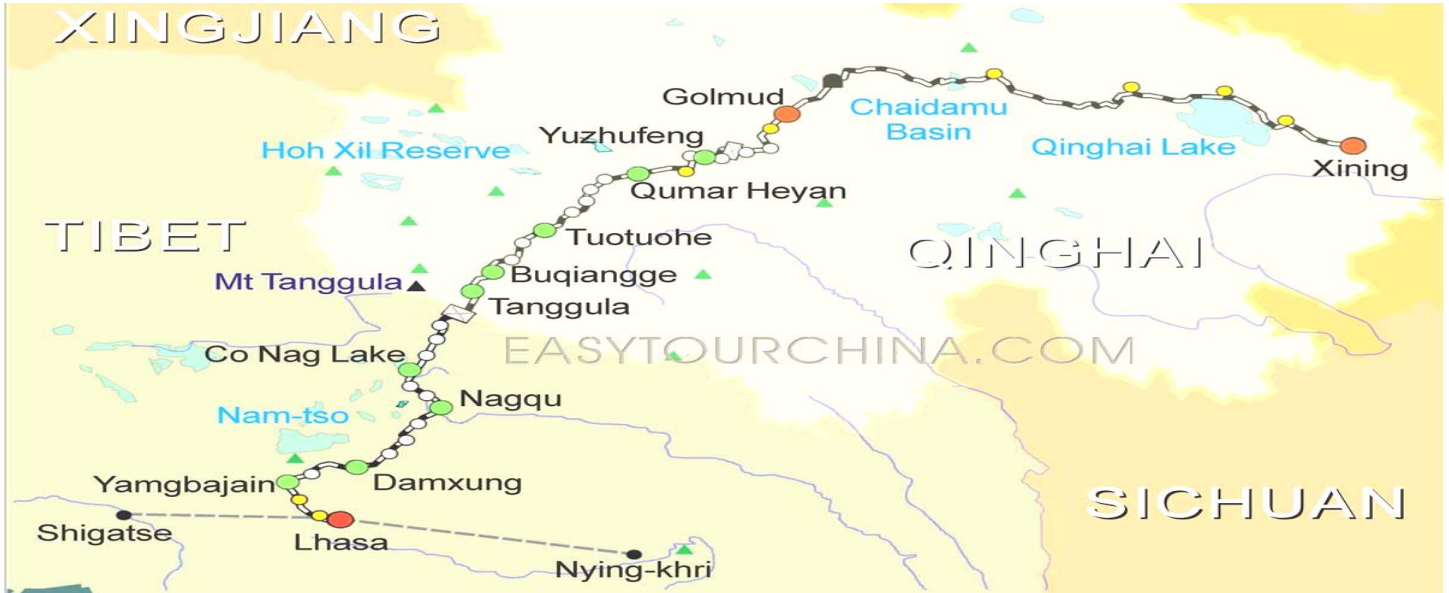 XINGJIANG
Golmud
Chaidamu
Basin
Yuzhufeng
Hoh Xil Reserve
Qinghai Lake
Xining
Qumar Heyan
TIBET
Tuotuohe
QINGHAI
Buqiangge
Mt Tanggula
Tanggula
EASYTOURCHINA.COM
Co Nag Lake
Nagqu
Nam-tso
Yamgbajain
Damxung
SICHUAN
Shigatse
Lhasa
Nying-khri